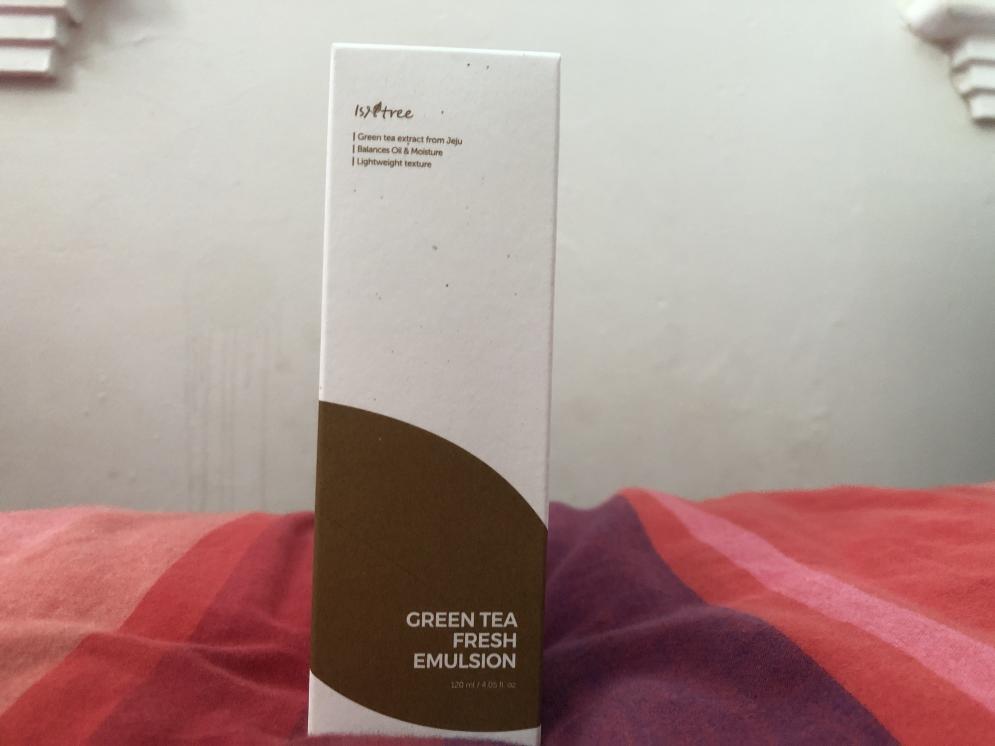 Isntree
Green tea extract from Jeju
Balances Oil & Moisture
Lightweight texture
GREEN TEA
FRESH
EMULSION
120 ml / 4.05 fl. oz